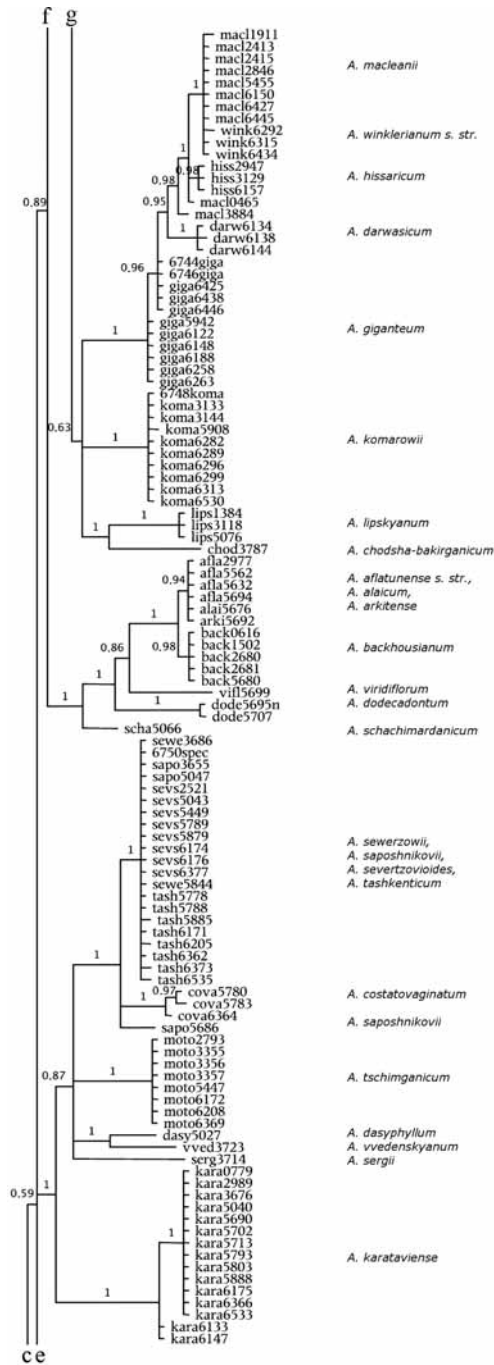 f g
macl1911
macl2413
macl2415 A. macleanii
macl2846
macl5455
1 macl6150
macl6427
macl6445
wink6292 A. winklerianum s. str.
wink6315
wink6434
0,98 hiss2947
0,98 hiss3129 A. hissaricum
hiss6157
0,89 macl0465
0,95 macl3884
1 darw6134 A. darwasicum
darw6138
darw6144
0,96 6744giga
6746giga
giga6425
giga6438
giga6446
giga5942 A. giganteum
giga6122
1 giga6148
giga6188
giga6258
giga6263
6748koma
koma3133
0,63 koma3144
koma5908
1 koma6282 A. komarowii
koma6289
koma6296
koma6299
koma6313
koma6530
1 lips1384
lips3118 A. lipskyanum
1 lips5076
chod3787 A. chodsha-bakirganicum
afla2977
0,94 afla5562 A. aflatunense s. str.,
afla5632 A. alaicum,
afla5694 A. arkitense
1 alai5676
arki5692
back0616
0,86 0,98 back1502 A. backhousianum
back2680
back2681
back5680
1 vifl5699 A. viridiflorum
1 dode5695n A. dodecadontum
dode5707
scha5066 A. schachimardanicum
sewe3686
6750spec
sapo3655
sapo5047
sevs2521
sevs5043
sevs5449
sevs5789
sevs5879 A. sewerzowii,
1 sevs6174 A. saposhnikovii,
sevs6176 A. severtzovioides,
sevs6377 A. tashkenticum
sewe5844
tash5778
tash5788
tash5885
1 tash6171
tash6205
tash6362
tash6373
tash6535
0,97 cova5780 A. costatovaginatum
1 cova5783
cova6364
sapo5686 A. saposhnikovii
moto2793
moto3355
0,87 moto3356
1 moto3357 A. tschimganicum
moto5447
moto6172
moto6208
moto6369
1 dasy5027 A. dasyphyllum
vved3723 A. vvedenskyanum
serg3714 A. sergii
kara0779
0,59 1 kara2989
kara3676
kara5040
kara5690
1 kara5702
kara5713
kara5793 A. karataviense
kara5803
kara5888
1 kara6175
kara6366
kara6533
kara6133
kara6147
c e